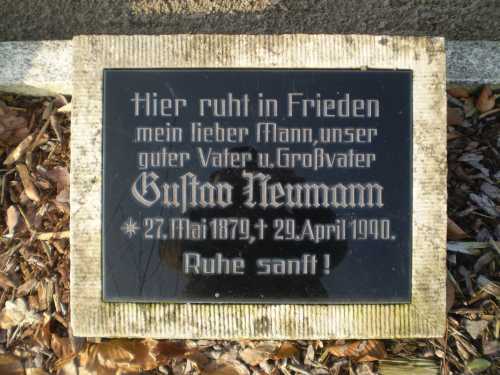 Hier ruht in Frieden
mein lieber Mann, unser
guter Vater u. Großvater
Gustav Neumann
* 27. Mai 1879, † 29. April 1940.
Ruhe sanft!